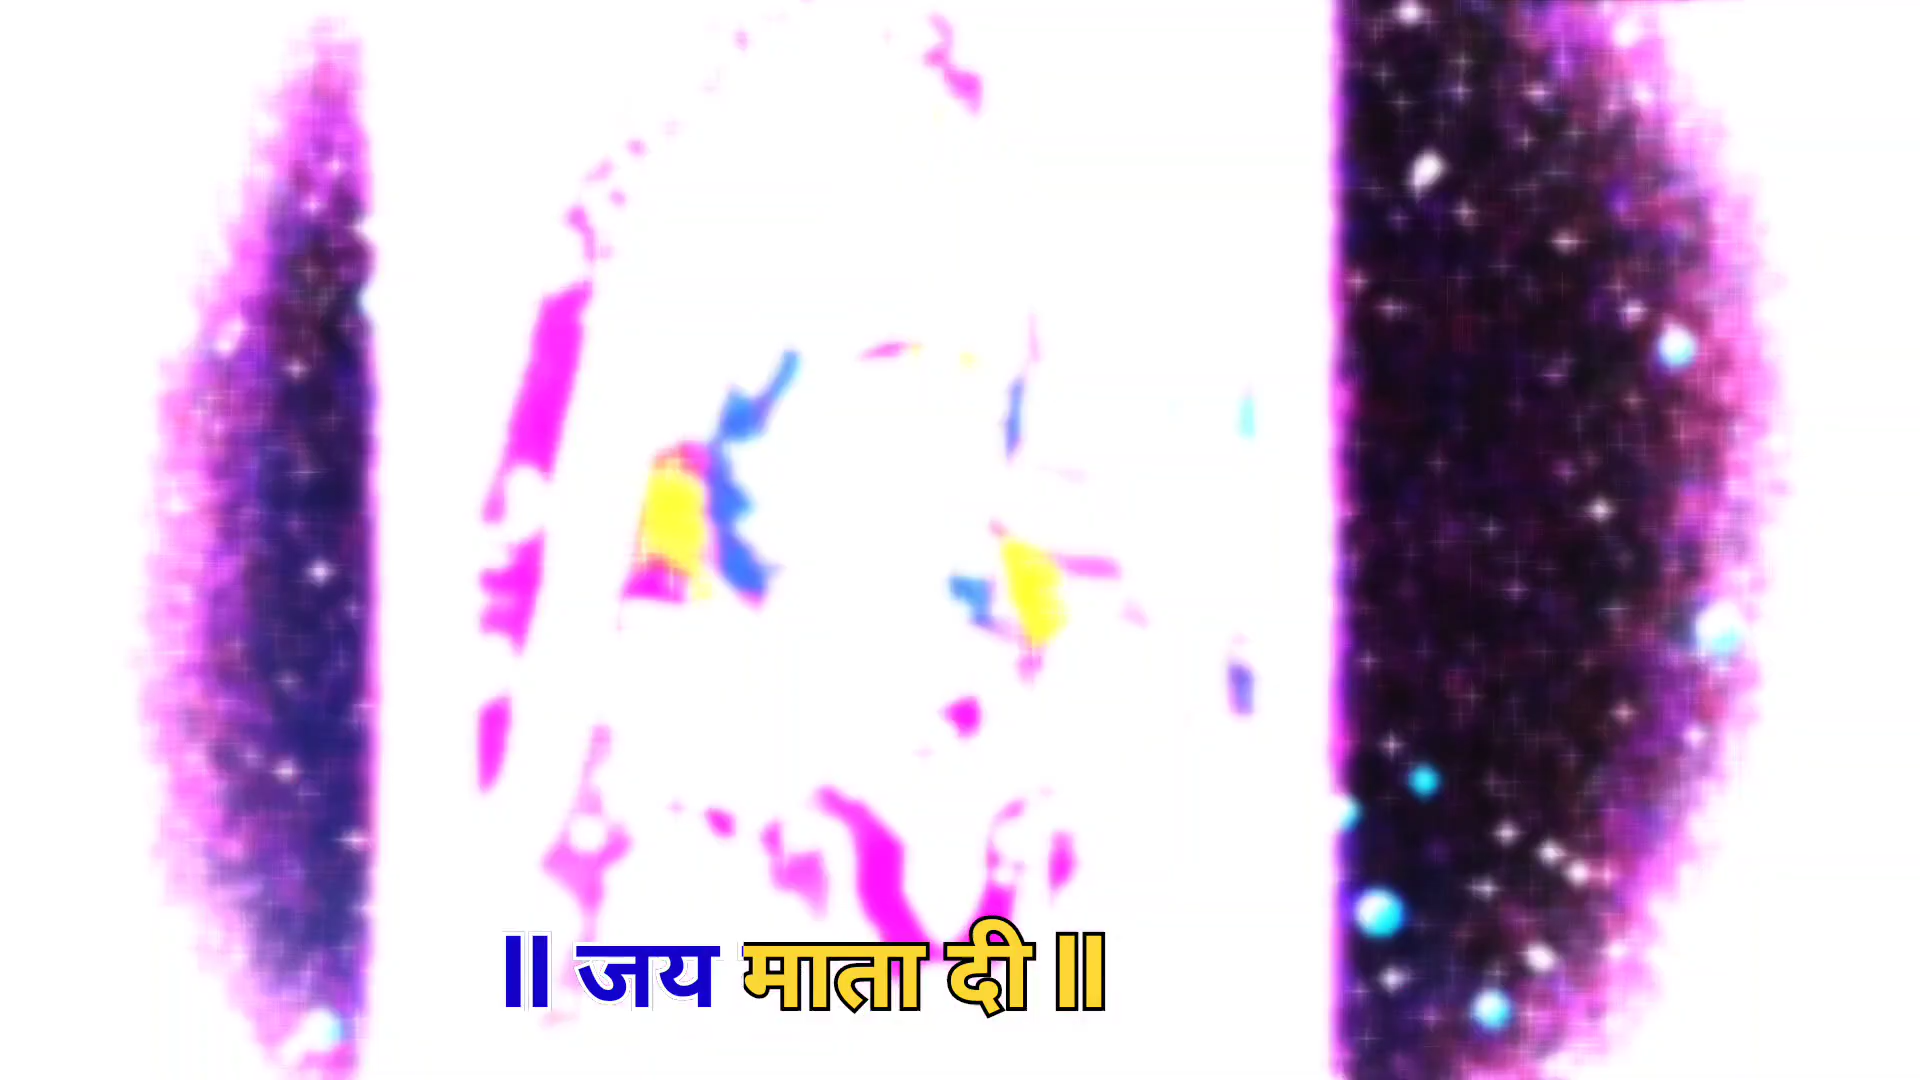 ॥ जय माता दी ॥